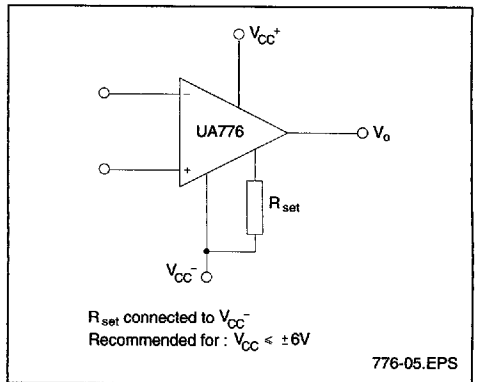 VCC+
−
UA776
Vo
+
Rset
VCC−
Rset connected to VCC−
Recommended for : VCC ⩽ ±6V
776-05.EPS